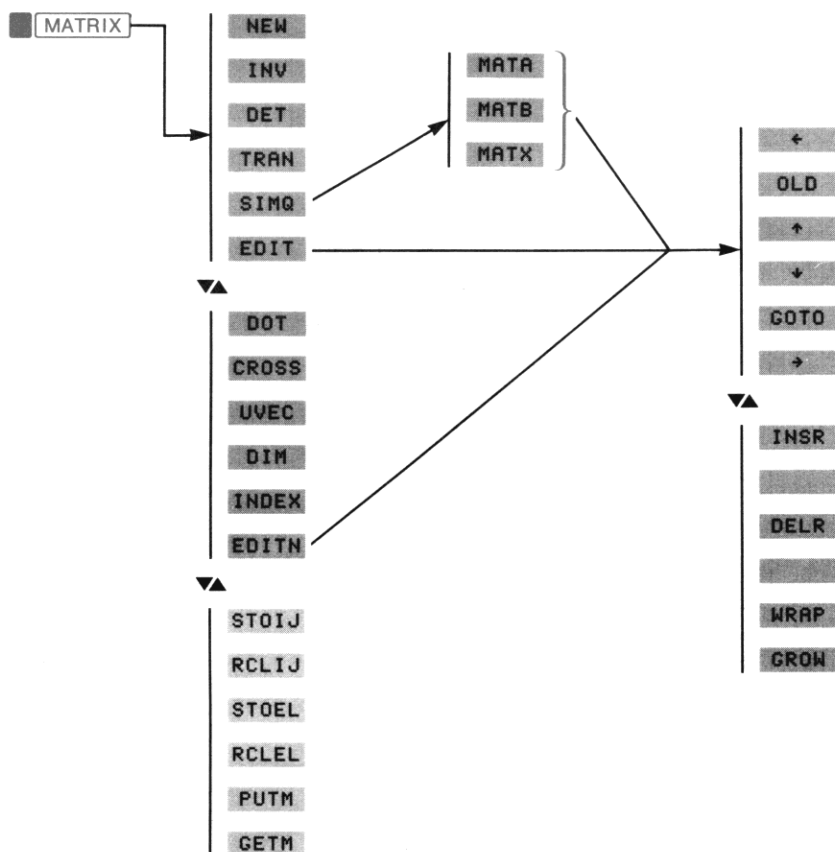 MATRIX
NEW
INV
DET
TRAN
SIMQ
EDIT
DOT
CROSS
UVEC
DIM
INDEX
EDITN
STOIJ
RCLIJ
STOEL
RCLEL
PUTM
GETM
MATA
MATB
MATX
←
OLD
↑
↓
GOTO
→
INSR
DELR
WRAP
GROW